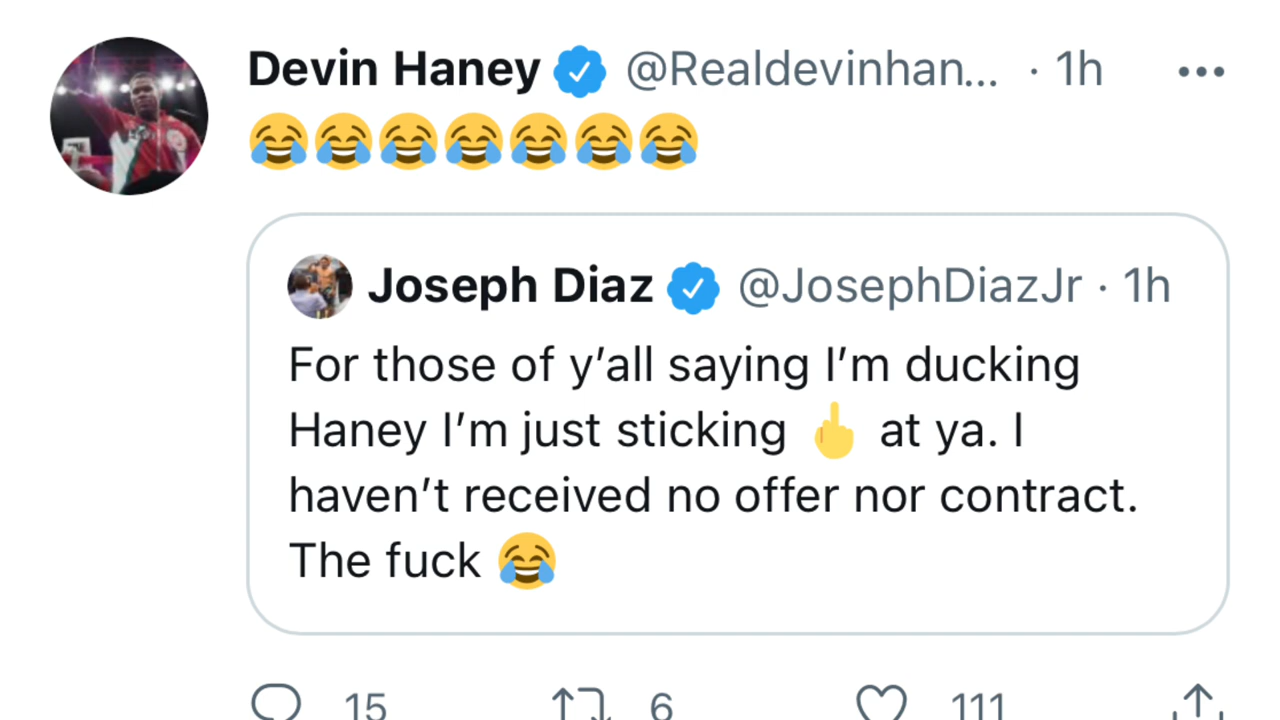 Devin Haney @Realdevinhan... · 1h
😂😂😂😂😂😂😂
Joseph Diaz @JosephDiazJr · 1h
For those of y’all saying I’m ducking
Haney I’m just sticking 🖕 at ya. I
haven’t received no offer nor contract.
The fuck 😂
15 6 111